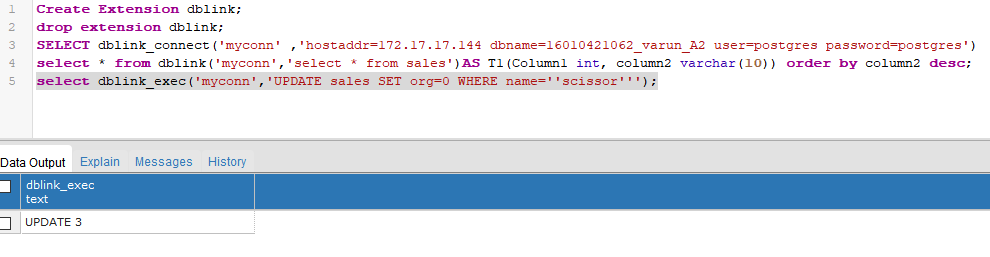 1 Create Extension dblink;
2 drop extension dblink;
3 SELECT dblink_connect('myconn' ,'hostaddr=172.17.17.144 dbname=16010421062_varun_A2 user=postgres password=postgres')
4 select * from dblink('myconn','select * from sales')AS T1(Column1 int, column2 varchar(10)) order by column2 desc;
5 select dblink_exec('myconn','UPDATE sales SET org=0 WHERE name=''scissor''');
Data Output Explain Messages History
dblink_exec
text
UPDATE 3